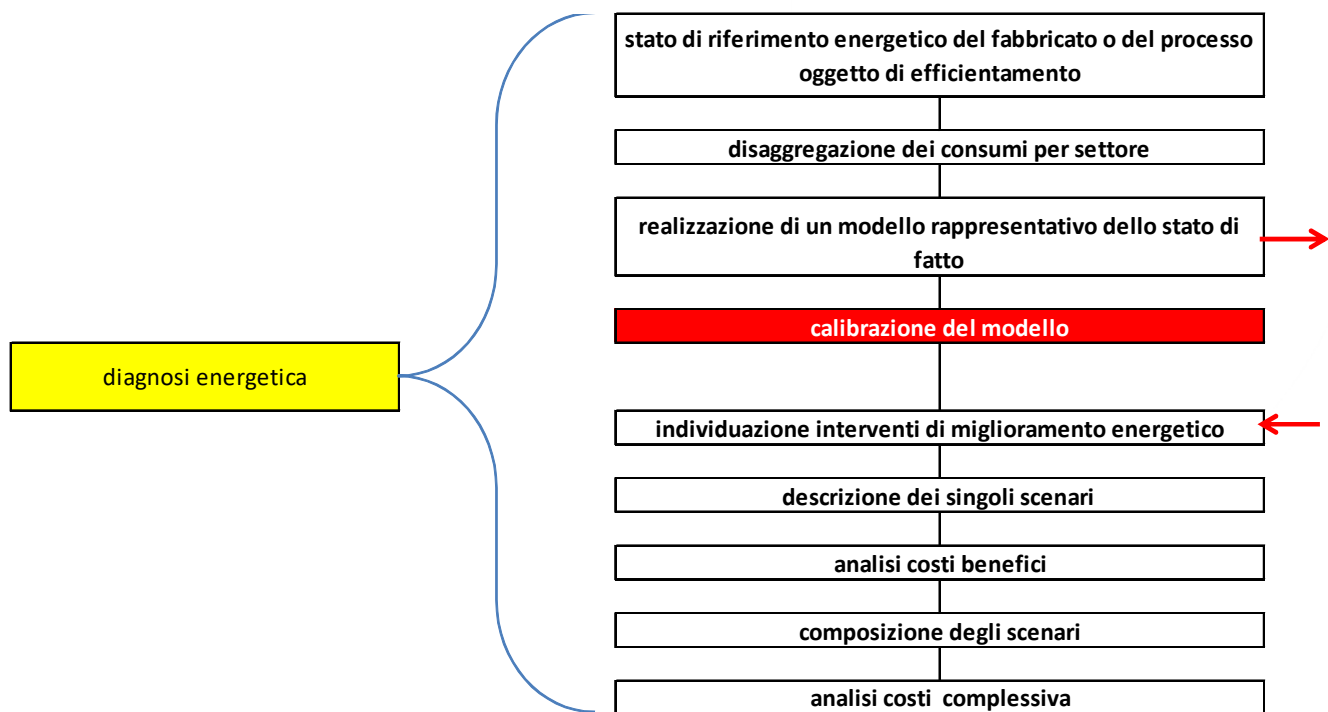 stato di riferimento energetico del fabbricato o del processo
oggetto di efficientamento
disaggregazione dei consumi per settore
realizzazione di un modello rappresentativo dello stato di
fatto
calibrazione del modello
diagnosi energetica
individuazione interventi di miglioramento energetico
descrizione dei singoli scenari
analisi costi benefici
composizione degli scenari
analisi costi complessiva